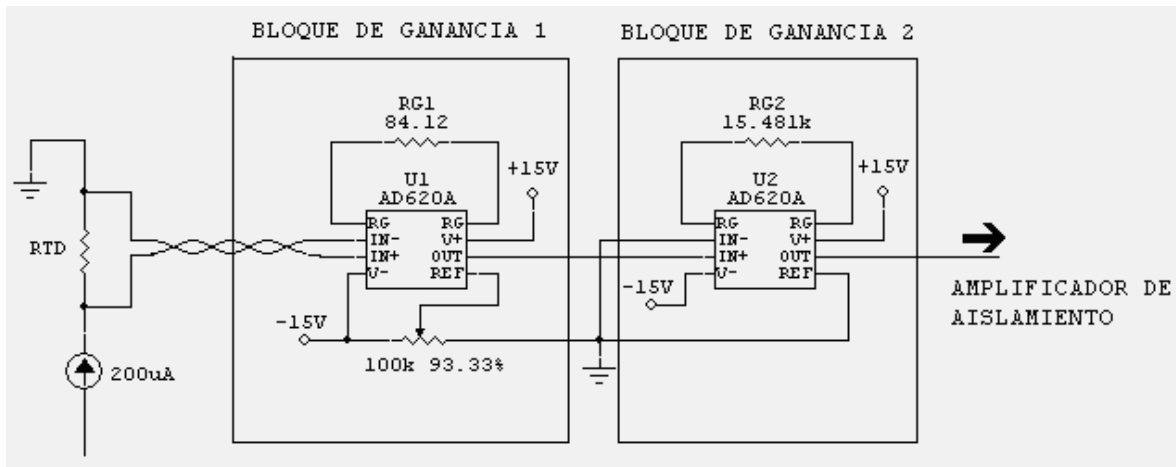 BLOQUE DE GANANCIA 1
BLOQUE DE GANANCIA 2
RG1
84.12
RG2
15.481k
+15V
+15V
U1
AD620A
U2
AD620A
RG RG
IN- V+
IN+ OUT
V- REF
RG RG
IN- V+
IN+ OUT
V- REF
RTD
-15V
-15V
100k 93.33%
200uA
AMPLIFICADOR DE
AISLAMIENTO